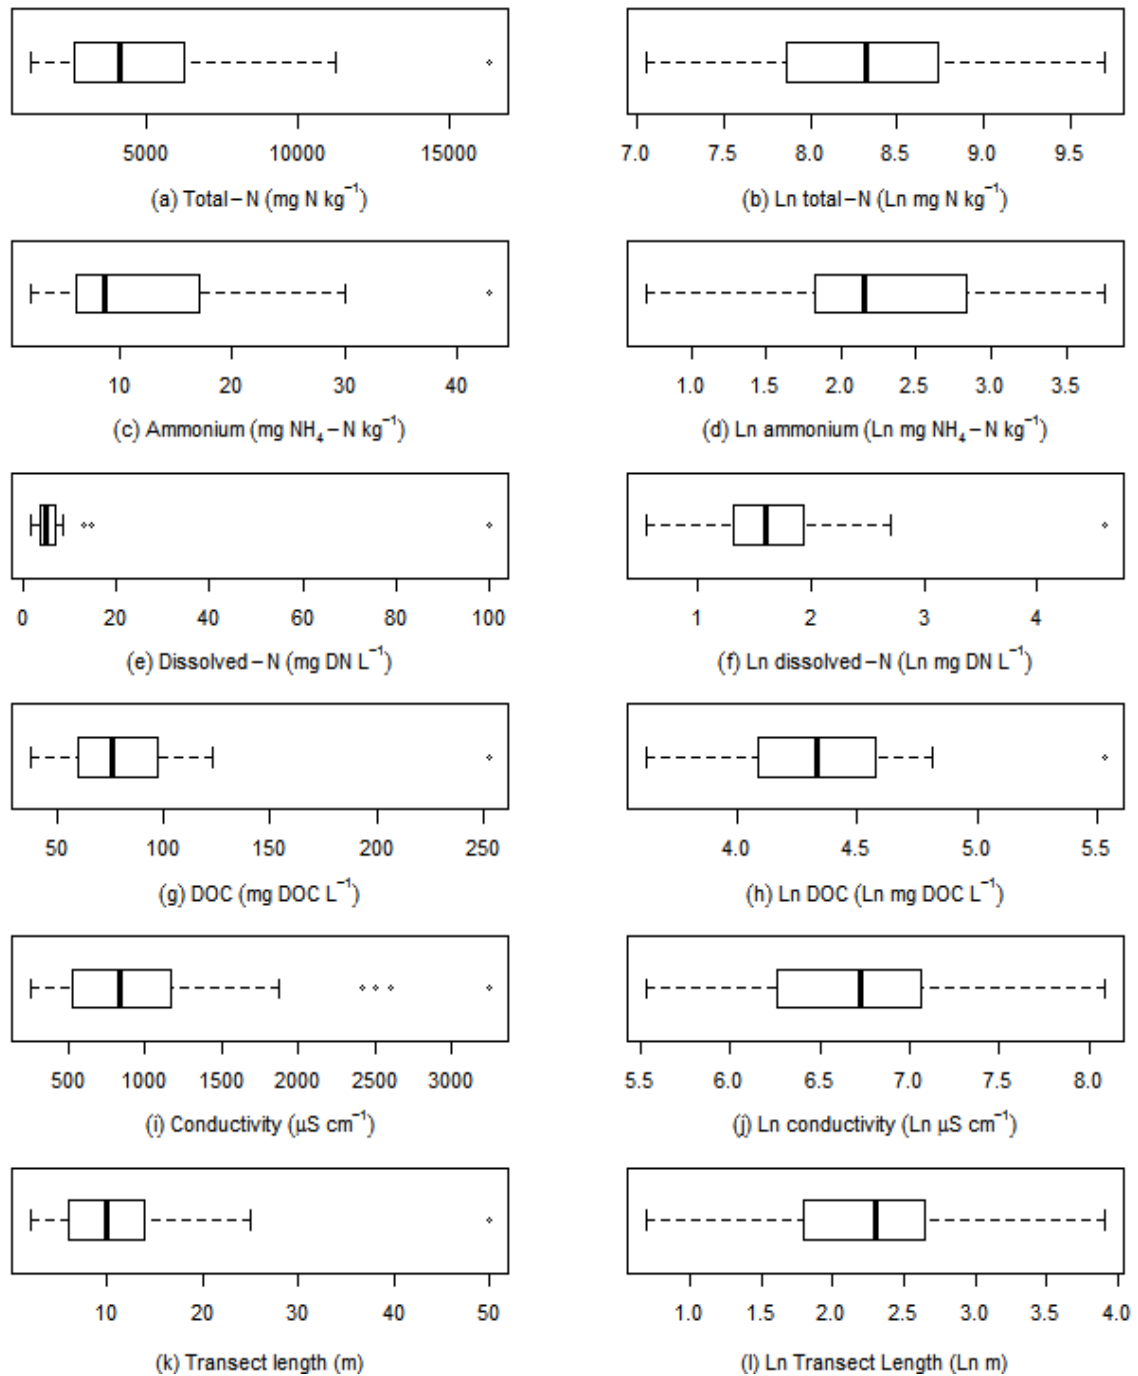 5000 10000 15000
(a) Total−N (mg N kg⁻¹)
7.0 7.5 8.0 8.5 9.0 9.5
(b) Ln total−N (Ln mg N kg⁻¹)
10 20 30 40
(c) Ammonium (mg NH₄−N kg⁻¹)
1.0 1.5 2.0 2.5 3.0 3.5
(d) Ln ammonium (Ln mg NH₄−N kg⁻¹)
0 20 40 60 80 100
(e) Dissolved−N (mg DN L⁻¹)
1 2 3 4
(f) Ln dissolved−N (Ln mg DN L⁻¹)
50 100 150 200 250
(g) DOC (mg DOC L⁻¹)
4.0 4.5 5.0 5.5
(h) Ln DOC (Ln mg DOC L⁻¹)
500 1000 1500 2000 2500 3000
(i) Conductivity (μS cm⁻¹)
5.5 6.0 6.5 7.0 7.5 8.0
(j) Ln conductivity (Ln μS cm⁻¹)
10 20 30 40 50
(k) Transect length (m)
1.0 1.5 2.0 2.5 3.0 3.5 4.0
(l) Ln Transect Length (Ln m)